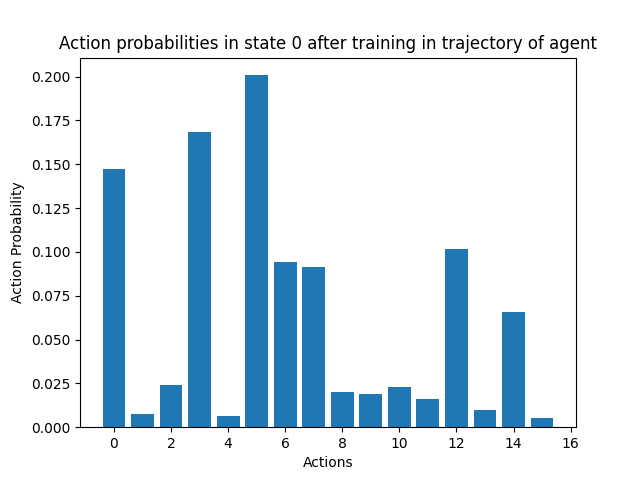 Action probabilities in state 0 after training in trajectory of agent
0.200
0.175
0.150
0.125
0.100
0.075
0.050
0.025
0.000
Action Probability
0 2 4 6 8 10 12 14 16
Actions